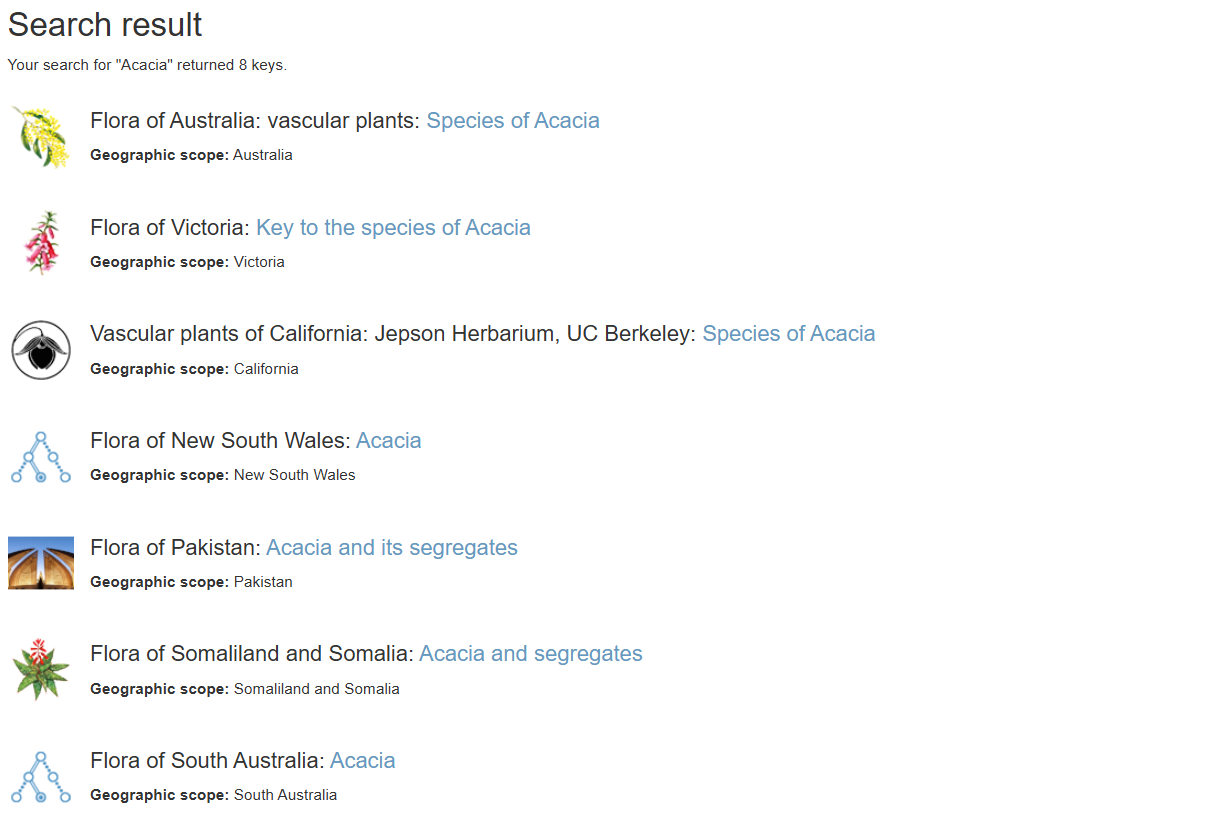 Search result
Your search for "Acacia" returned 8 keys.
Flora of Australia: vascular plants: Species of Acacia
Geographic scope: Australia
Flora of Victoria: Key to the species of Acacia
Geographic scope: Victoria
Vascular plants of California: Jepson Herbarium, UC Berkeley: Species of Acacia
Geographic scope: California
Flora of New South Wales: Acacia
Geographic scope: New South Wales
Flora of Pakistan: Acacia and its segregates
Geographic scope: Pakistan
Flora of Somaliland and Somalia: Acacia and segregates
Geographic scope: Somaliland and Somalia
Flora of South Australia: Acacia
Geographic scope: South Australia